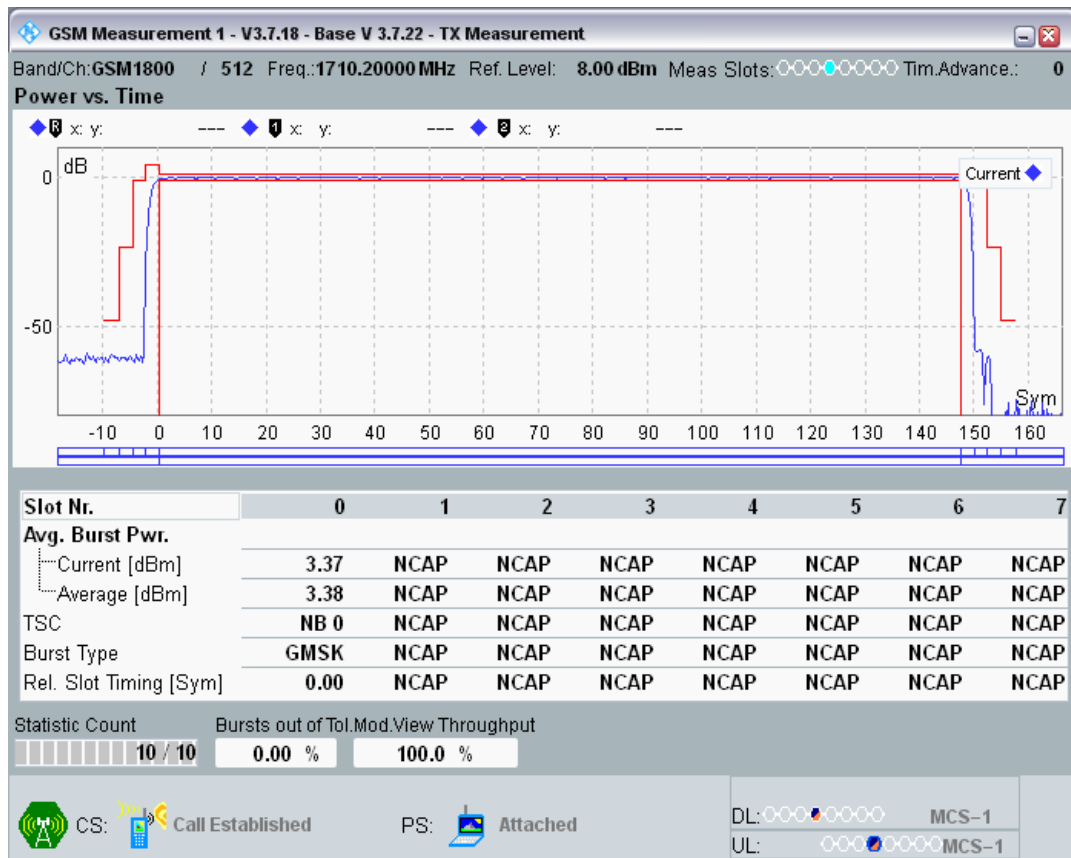 GSM Measurement 1 - V3.7.18 - Base V 3.7.22 - TX Measurement
Band/Ch:GSM1800 / 512 Freq.:1710.20000 MHz Ref. Level: 8.00 dBm Meas Slots: Tim.Advance.: 0
Power vs. Time
R x: y: --- 1 x: y: --- 2 x: y: ---
dB
Current
0
-50
Sym
-10 0 10 20 30 40 50 60 70 80 90 100 110 120 130 140 150 160
Slot Nr. 0 1 2 3 4 5 6 7
Avg. Burst Pwr.
Current [dBm] 3.37 NCAP NCAP NCAP NCAP NCAP NCAP NCAP
Average [dBm] 3.38 NCAP NCAP NCAP NCAP NCAP NCAP NCAP
TSC NB 0 NCAP NCAP NCAP NCAP NCAP NCAP NCAP
Burst Type GMSK NCAP NCAP NCAP NCAP NCAP NCAP NCAP
Rel. Slot Timing [Sym] 0.00 NCAP NCAP NCAP NCAP NCAP NCAP NCAP
Statistic Count Bursts out of Tol.Mod.View Throughput
10 / 10 0.00 % 100.0 %
CS: Call Established PS: Attached
DL: MCS-1
UL: MCS-1